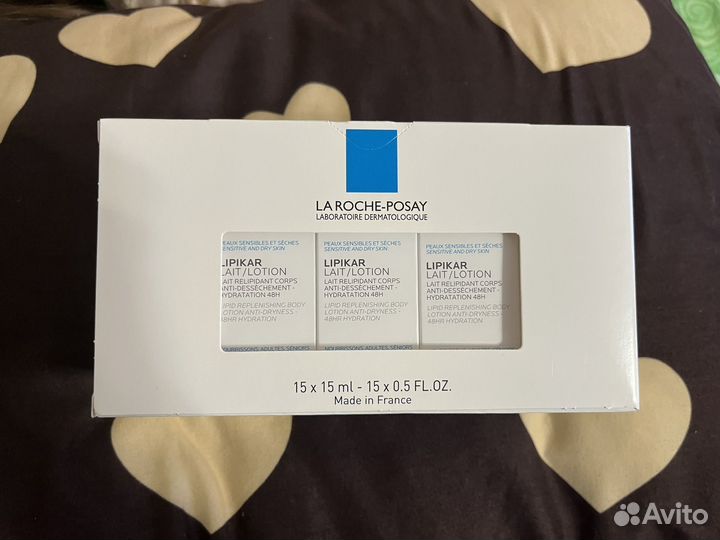 LA ROCHE-POSAY
LABORATOIRE DERMATOLOGIQUE
PEAUX SENSIBLES ET SÈCHES
SENSITIVE AND DRY SKIN
LIPIKAR
LAIT/LOTION
LAIT RELIPIDANT CORPS
ANTI-DESSÈCHEMENT -
HYDRATATION 48H
LIPID REPLENISHING BODY
LOTION ANTI-DRYNESS -
48HR HYDRATION
PEAUX SENSIBLES ET SÈCHES
SENSITIVE AND DRY SKIN
LIPIKAR
LAIT/LOTION
LAIT RELIPIDANT CORPS
ANTI-DESSÈCHEMENT -
HYDRATATION 48H
LIPID REPLENISHING BODY
LOTION ANTI-DRYNESS -
48HR HYDRATION
NOURRISSONS, ADULTES, SÉNIORS
PEAUX SENSIBLES ET SÈCHES
SENSITIVE AND DRY SKIN
LIPIKAR
LAIT/LOTION
LAIT RELIPIDANT CORPS
ANTI-DESSÈCHEMENT -
HYDRATATION 48H
LIPID REPLENISHING BODY
LOTION ANTI-DRYNESS -
48HR HYDRATION
15 x 15 ml - 15 x 0.5 FL.OZ.
Made in France
Avito